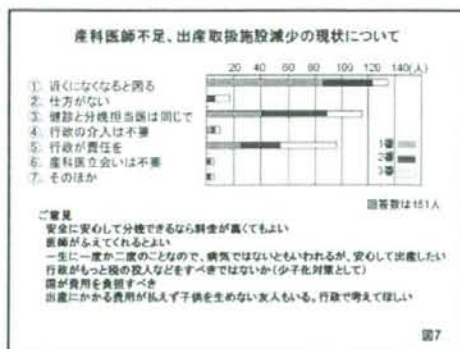 産科医師不足、出産取扱施設減少の現状について
20 40 60 80 100 120 140(人)
①. 近くになくなると困る
②. 仕方がない
③. 健診と分娩担当医は同じで
④. 行政の介入は不要
⑤. 行政が責任を
⑥. 産科医立会いは不要
⑦. そのほか
1番
2番
3番
回答数は151人
ご意見
安全に安心して分娩できるなら料金が高くてもよい
医師がふえてくれるとよい
一生に一度か二度のことなので、病気ではないともいわれるが、安心して出産したい
行政がもっと税の投入などをすべきではないか(少子化対策として)
国が費用を負担すべき
出産にかかる費用が払えず子供を生めない友人もいる。行政で考えてほしい
図7